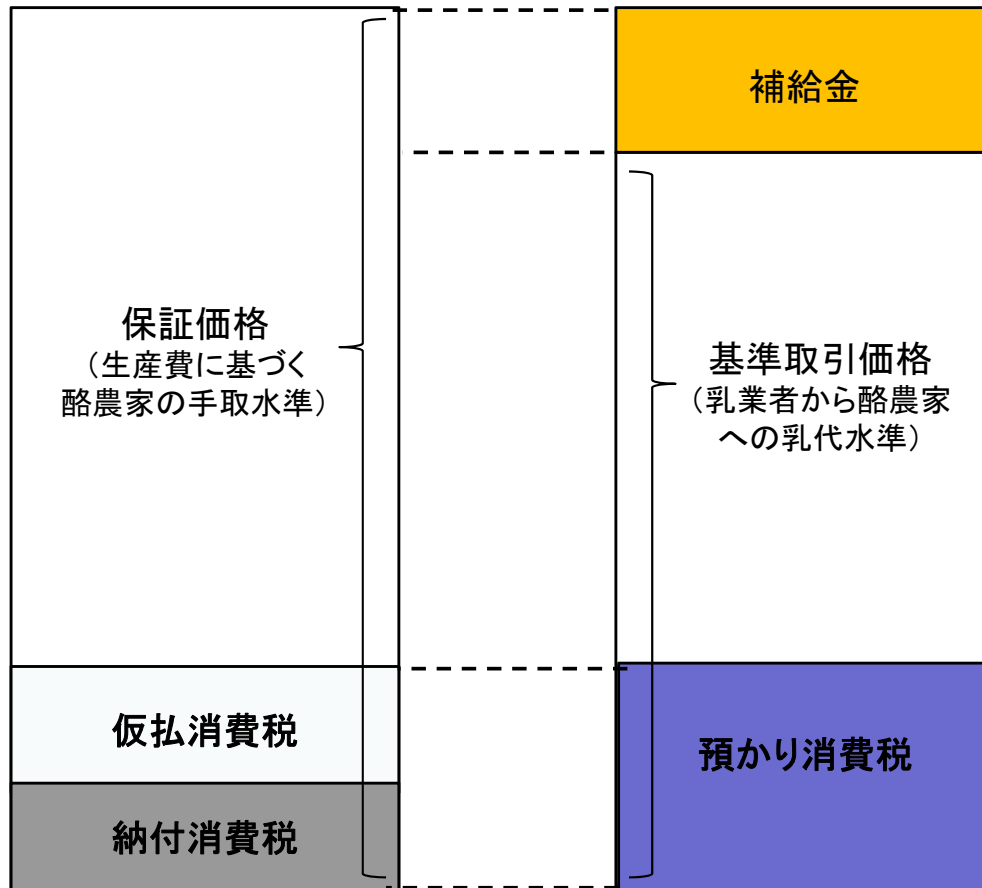 補給金
保証価格
（生産費に基づく
酪農家の手取水準）
基準取引価格
（乳業者から酪農家
への乳代水準）
仮払消費税
預かり消費税
納付消費税